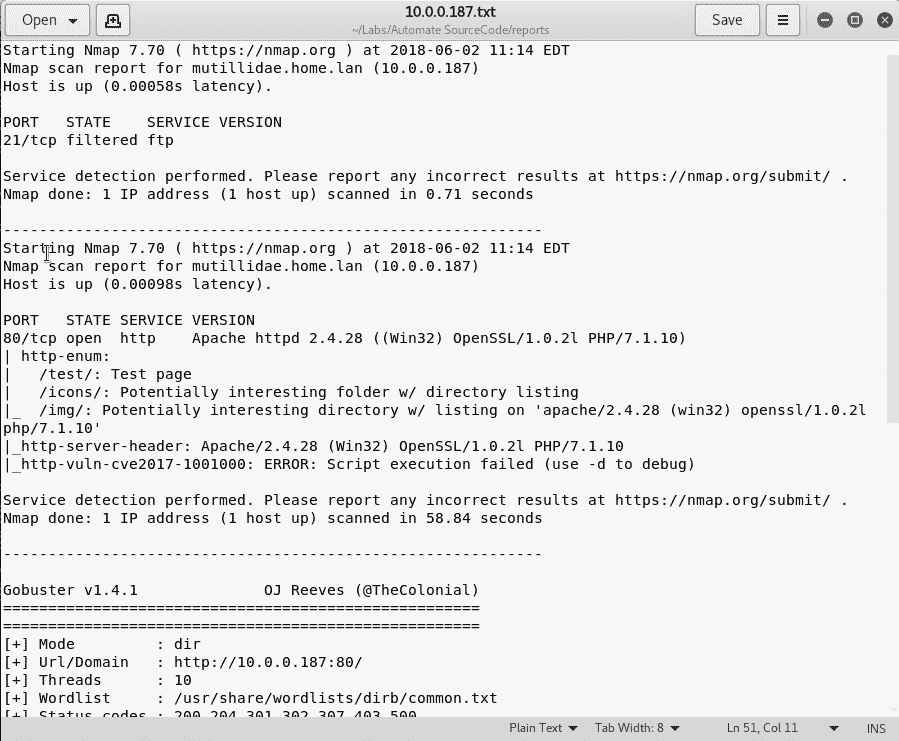 Open
10.0.0.187.txt
~/Labs/Automate SourceCode/reports
Save
Starting Nmap 7.70 ( https://nmap.org ) at 2018-06-02 11:14 EDT
Nmap scan report for mutillidae.home.lan (10.0.0.187)
Host is up (0.00058s latency).
PORT   STATE    SERVICE VERSION
21/tcp filtered ftp
Service detection performed. Please report any incorrect results at https://nmap.org/submit/ .
Nmap done: 1 IP address (1 host up) scanned in 0.71 seconds
------------------------------------------------------------
Starting Nmap 7.70 ( https://nmap.org ) at 2018-06-02 11:14 EDT
Nmap scan report for mutillidae.home.lan (10.0.0.187)
Host is up (0.00098s latency).
PORT   STATE SERVICE VERSION
80/tcp open  http    Apache httpd 2.4.28 ((Win32) OpenSSL/1.0.2l PHP/7.1.10)
| http-enum:
|   /test/: Test page
|   /icons/: Potentially interesting folder w/ directory listing
|_  /img/: Potentially interesting directory w/ listing on 'apache/2.4.28 (win32) openssl/1.0.2l
php/7.1.10'
|_http-server-header: Apache/2.4.28 (Win32) OpenSSL/1.0.2l PHP/7.1.10
|_http-vuln-cve2017-1001000: ERROR: Script execution failed (use -d to debug)
Service detection performed. Please report any incorrect results at https://nmap.org/submit/ .
Nmap done: 1 IP address (1 host up) scanned in 58.84 seconds
------------------------------------------------------------
Gobuster v1.4.1              OJ Reeves (@TheColonial)
=====================================================
=====================================================
[+] Mode         : dir
[+] Url/Domain   : http://10.0.0.187:80/
[+] Threads      : 10
[+] Wordlist     : /usr/share/wordlists/dirb/common.txt
[+] Status codes : 200,204,301,302,307,403,500
Plain Text
Tab Width: 8
Ln 51, Col 11
INS